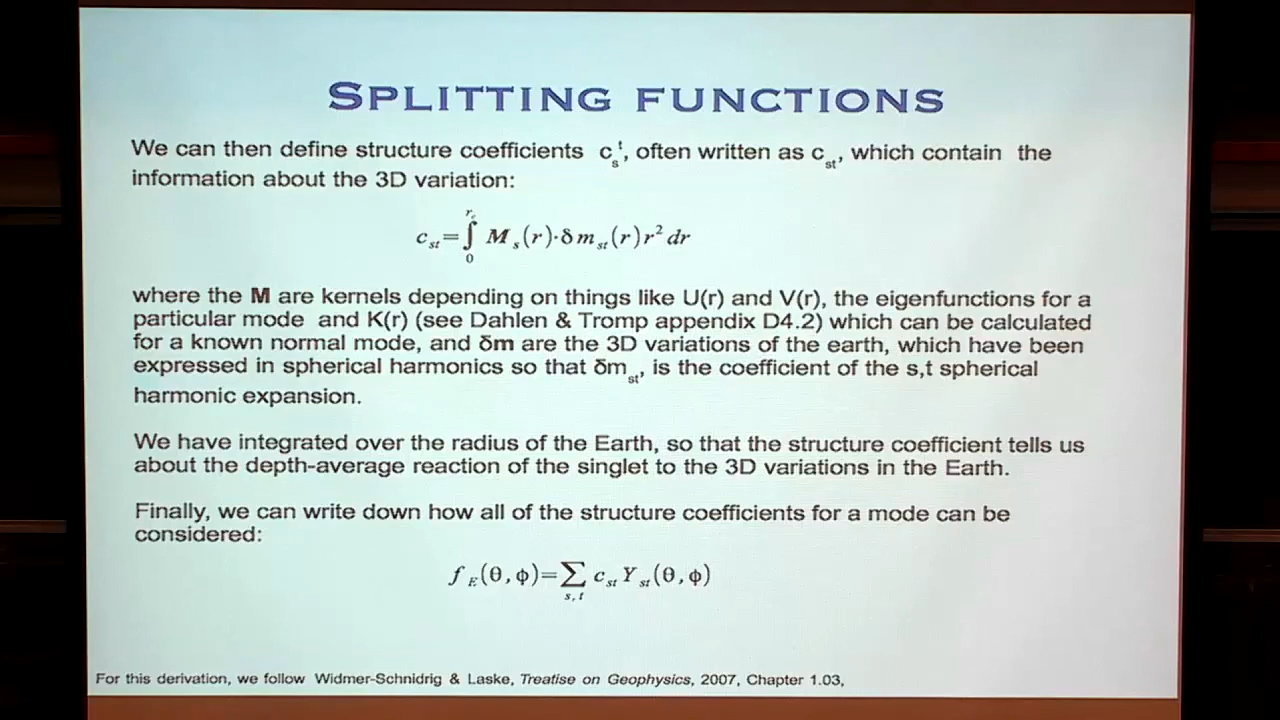 SPLITTING FUNCTIONS
We can then define structure coefficients c_s^t, often written as c_st, which contain the
information about the 3D variation:
c_st = ∫_0^{r_e} M_s(r)·δm_st(r) r² dr
where the M are kernels depending on things like U(r) and V(r), the eigenfunctions for a
particular mode and K(r) (see Dahlen & Tromp appendix D4.2) which can be calculated
for a known normal mode, and δm are the 3D variations of the earth, which have been
expressed in spherical harmonics so that δm_st, is the coefficient of the s,t spherical
harmonic expansion.
We have integrated over the radius of the Earth, so that the structure coefficient tells us
about the depth-average reaction of the singlet to the 3D variations in the Earth.
Finally, we can write down how all of the structure coefficients for a mode can be
considered:
f_E(θ,φ)=∑_{s,t} c_st Y_st(θ,φ)
For this derivation, we follow Widmer-Schnidrig & Laske, Treatise on Geophysics, 2007, Chapter 1.03,